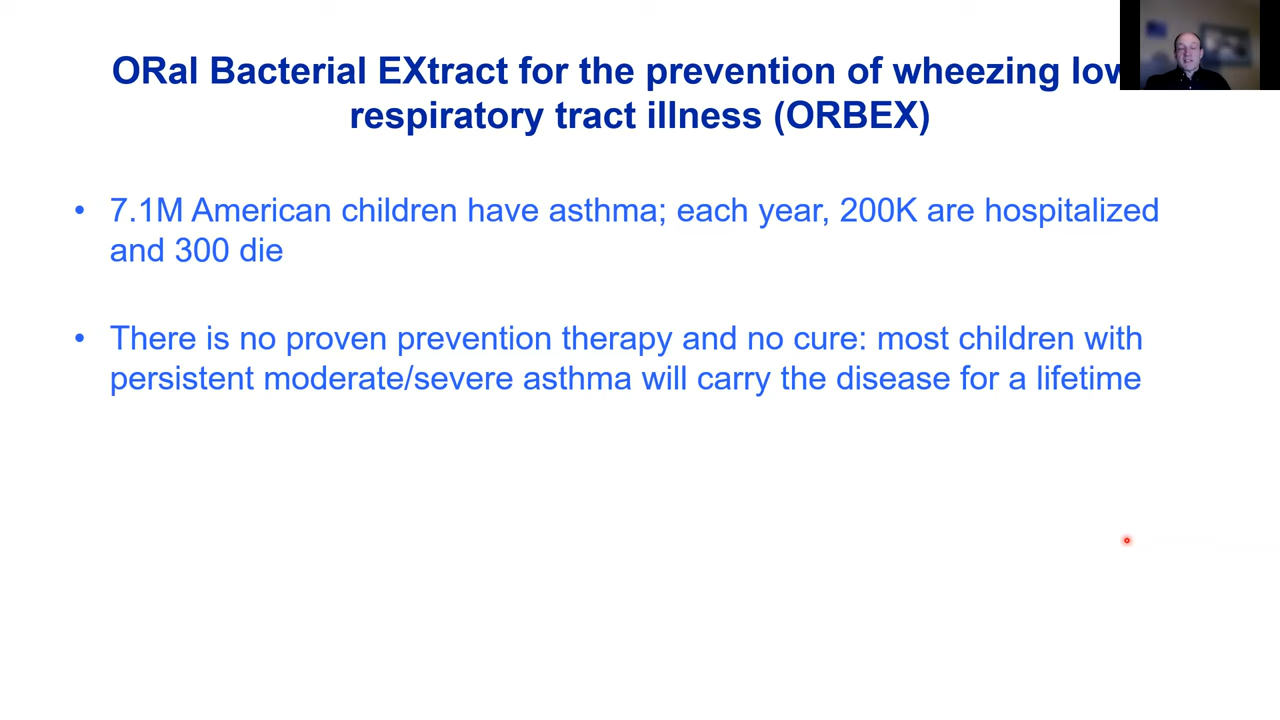 ORal Bacterial EXtract for the prevention of wheezing low
respiratory tract illness (ORBEX)
• 7.1M American children have asthma; each year, 200K are hospitalized
and 300 die
• There is no proven prevention therapy and no cure: most children with
persistent moderate/severe asthma will carry the disease for a lifetime